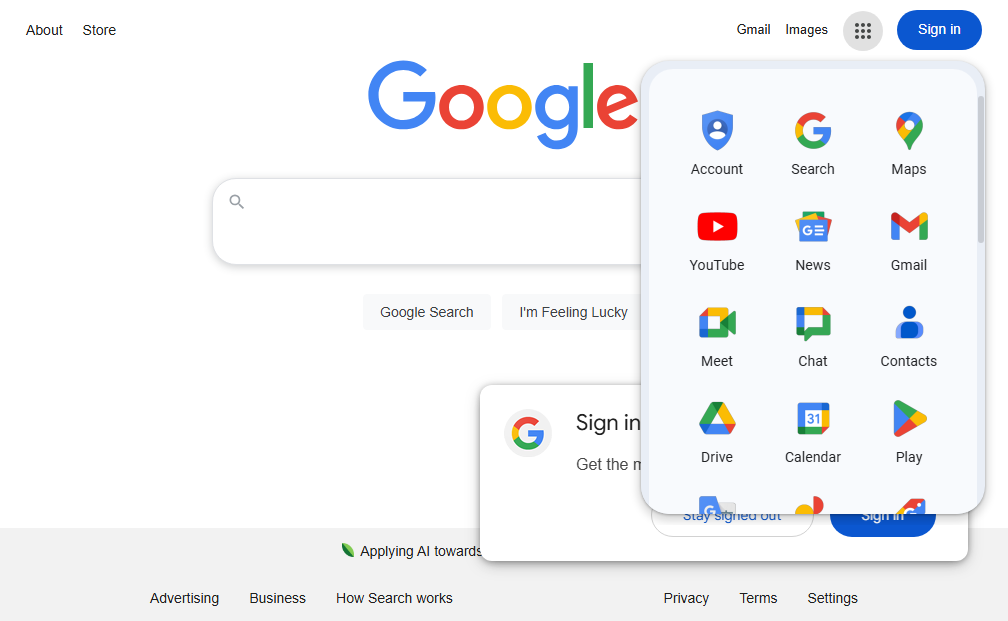 About Store Gmail Images Sign in
Google
Account Search Maps
YouTube News Gmail
Google Search I'm Feeling Lucky
Meet Chat Contacts
Sign in
Drive 31 Calendar Play
Get the
Stay signed out Sign in
Applying AI towards
Advertising Business How Search works Privacy Terms Settings